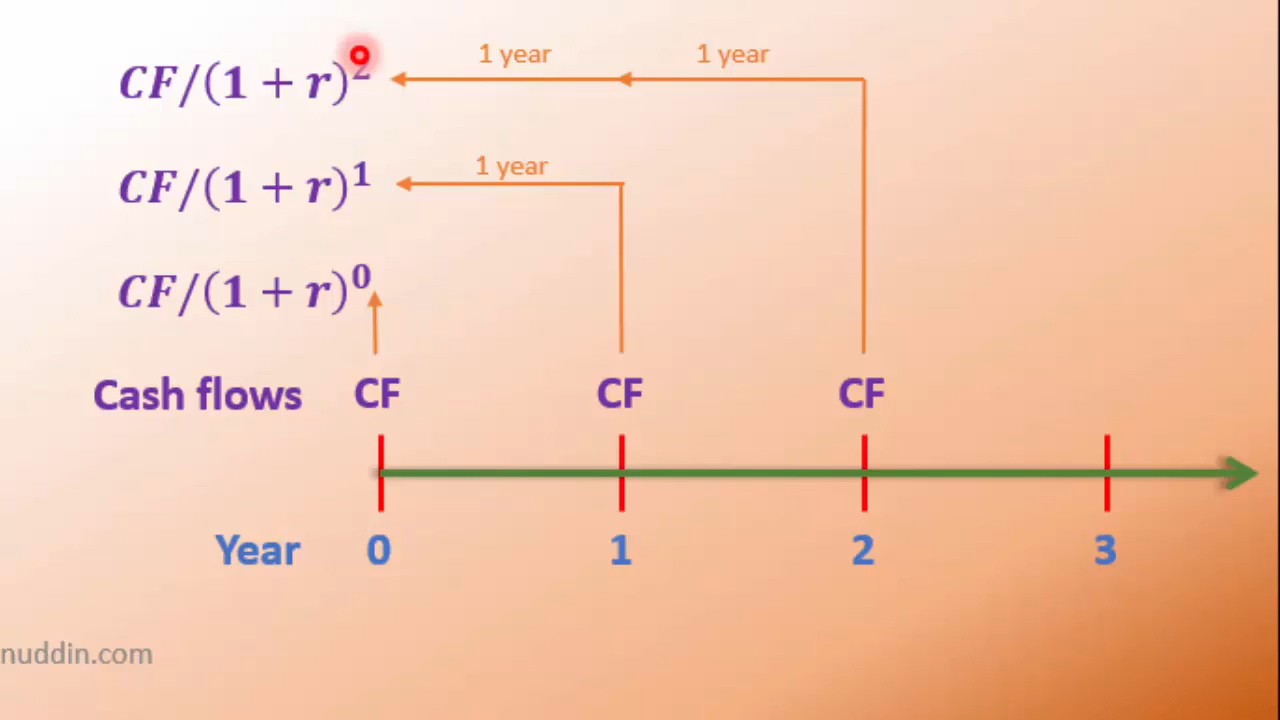 1 year 1 year
CF/(1 + r)^2
1 year
CF/(1 + r)^1
CF/(1 + r)^0
Cash flows CF CF CF
Year 0 1 2 3
nuddin.com